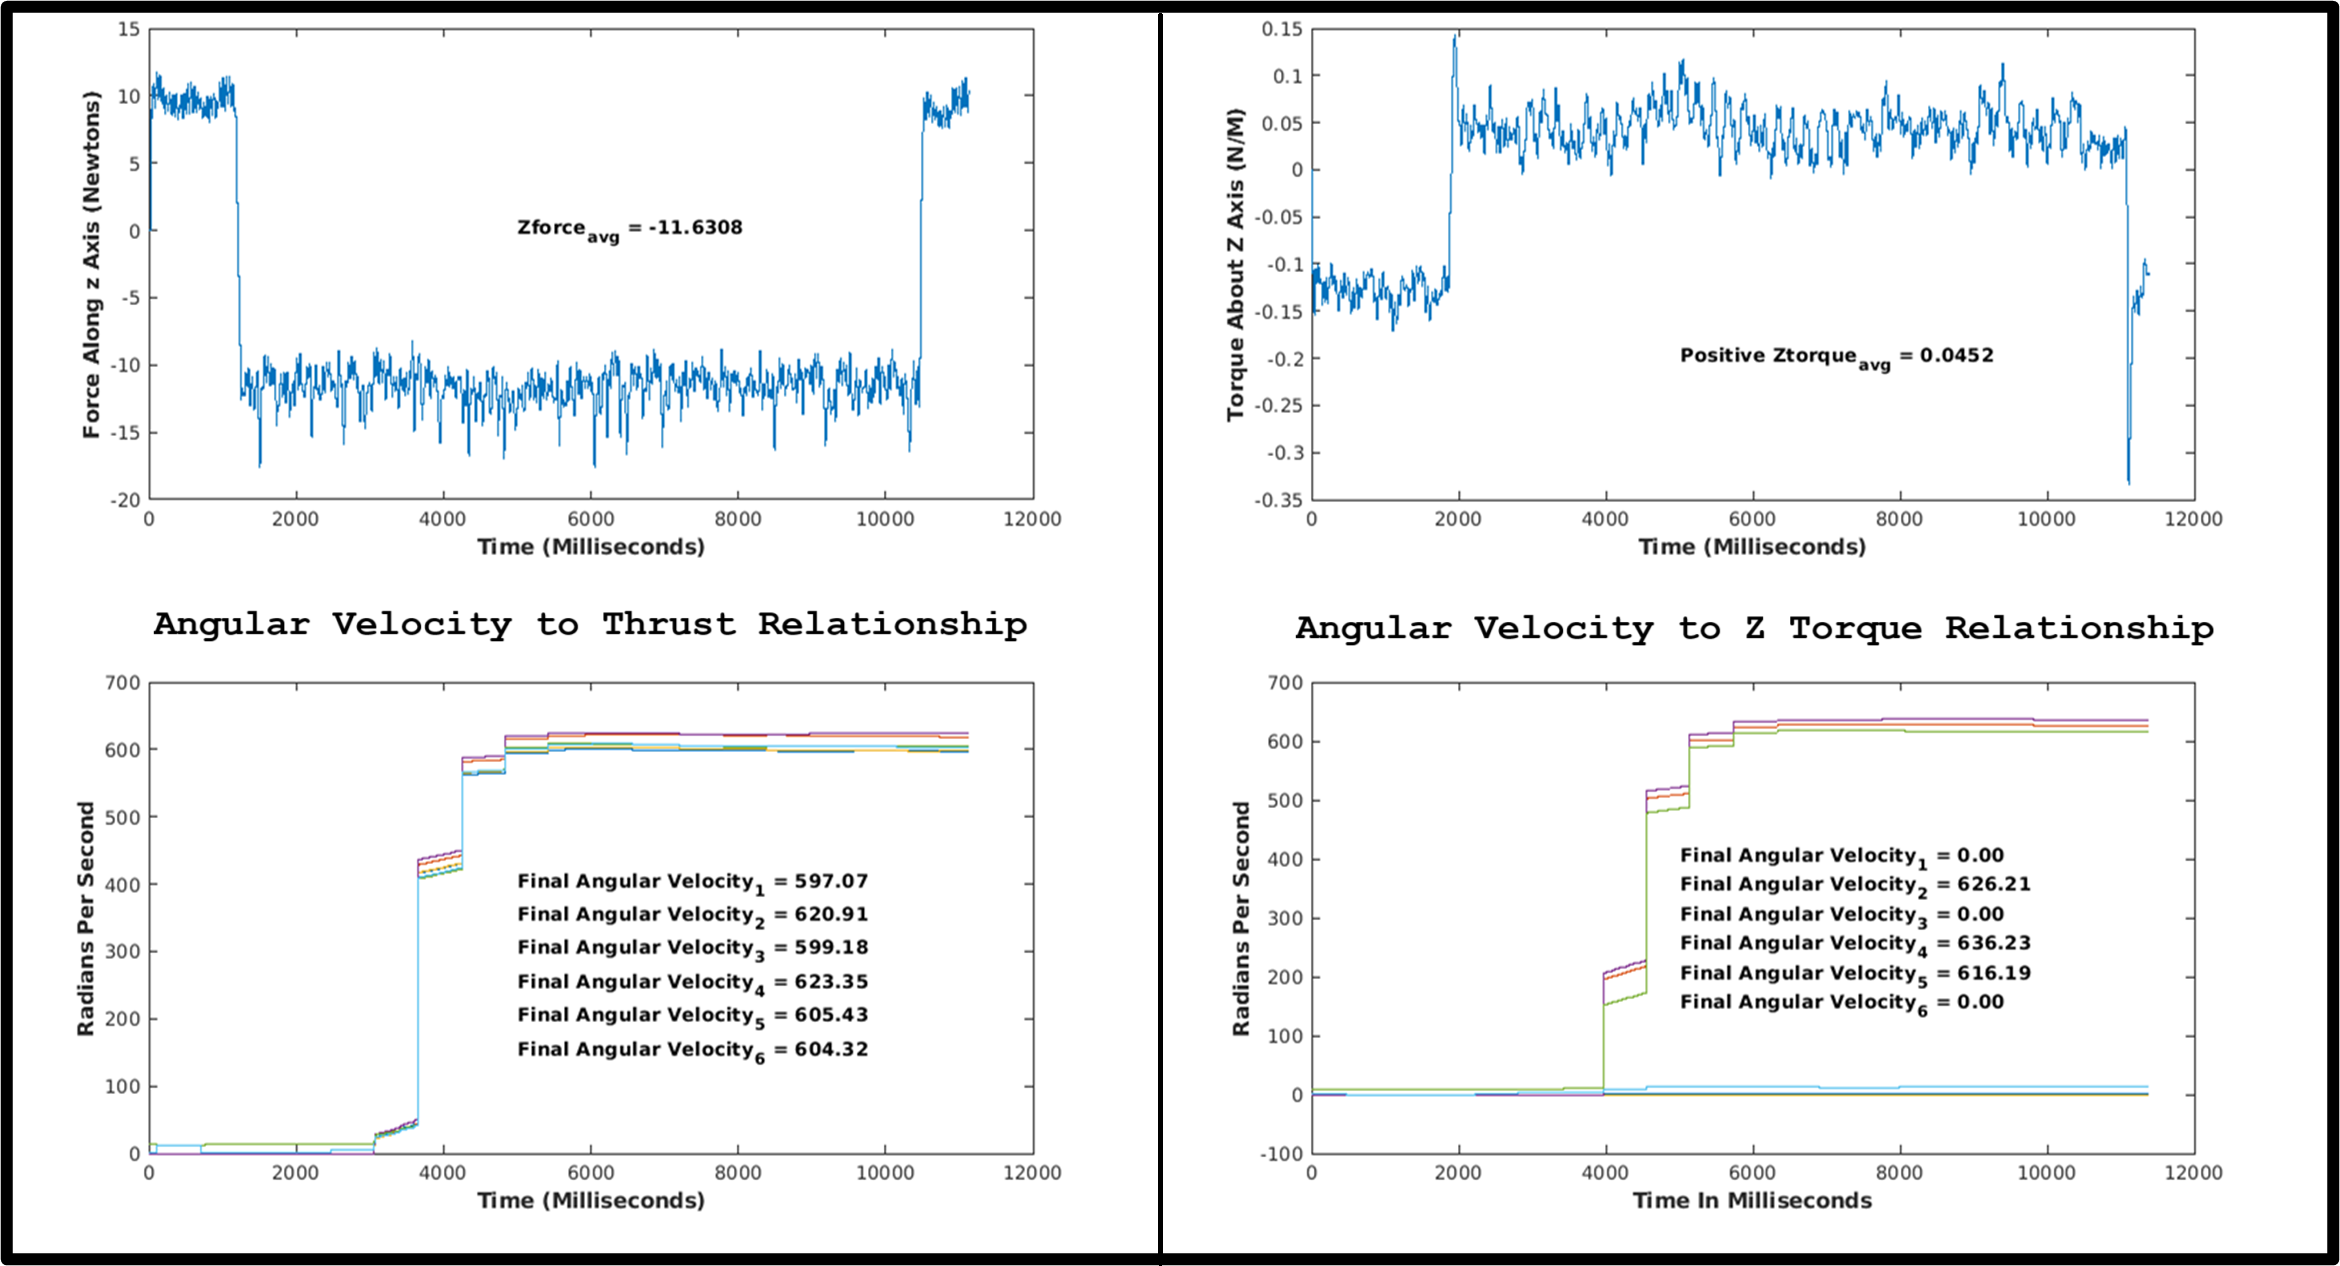 15
10
5
0
-5
-10
-15
-20
Force Along z Axis (Newtons)
Zforceavg = -11.6308
0 2000 4000 6000 8000 10000 12000
Time (Milliseconds)
Angular Velocity to Thrust Relationship
700
600
500
400
300
200
100
0
Radians Per Second
Final Angular Velocity1 = 597.07
Final Angular Velocity2 = 620.91
Final Angular Velocity3 = 599.18
Final Angular Velocity4 = 623.35
Final Angular Velocity5 = 605.43
Final Angular Velocity6 = 604.32
0 2000 4000 6000 8000 10000 12000
Time (Milliseconds)
0.15
0.1
0.05
0
-0.05
-0.1
-0.15
-0.2
-0.25
-0.3
-0.35
Torque About Z Axis (N/M)
Positive Ztorqueavg = 0.0452
0 2000 4000 6000 8000 10000 12000
Time (Milliseconds)
Angular Velocity to Z Torque Relationship
700
600
500
400
300
200
100
0
-100
Radians Per Second
Final Angular Velocity1 = 0.00
Final Angular Velocity2 = 626.21
Final Angular Velocity3 = 0.00
Final Angular Velocity4 = 636.23
Final Angular Velocity5 = 616.19
Final Angular Velocity6 = 0.00
0 2000 4000 6000 8000 10000 12000
Time In Milliseconds